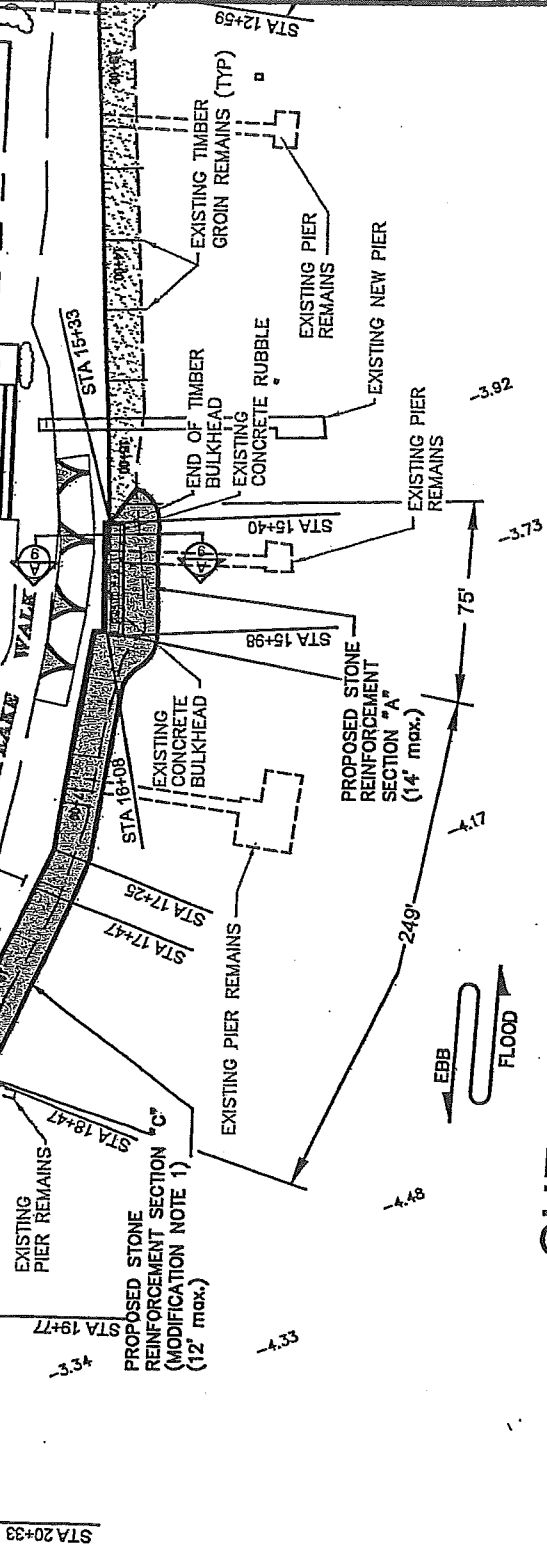 STA 12+59
EXISTING TIMBER
GROIN REMAINS (TYP)
EXISTING PIER
REMAINS
EXISTING NEW PIER
STA 15+33
END OF TIMBER
BULKHEAD
EXISTING
CONCRETE RUBBLE
-3.92
EXISTING PIER
REMAINS
STA 15+40
-3.73
75'
LAKE WALK
A
9
A
9
STA 15+98
PROPOSED STONE
REINFORCEMENT
SECTION "A"
(14' max.)
EXISTING
CONCRETE
BULKHEAD
STA 16+08
-4.17
249'
STA 17+25
STA 17+47
EXISTING PIER REMAINS
EBB
FLOOD
STA 18+47
EXISTING
PIER REMAINS
PROPOSED STONE
REINFORCEMENT SECTION "C"
(MODIFICATION NOTE 1)
(12' max.)
-4.48
-4.33
STA 19+77
-3.34
STA 20+33